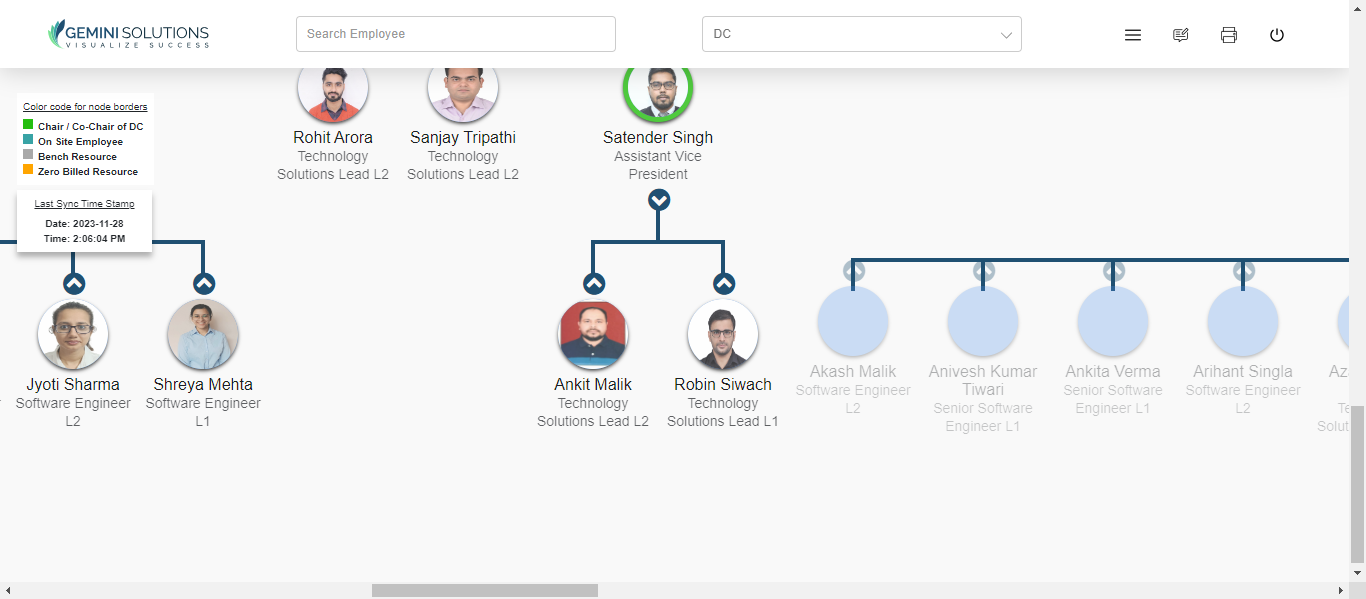 GEMINI SOLUTIONS
VISUALIZE SUCCESS
Search Employee
DC
Color code for node borders
Chair / Co-Chair of DC
On Site Employee
Bench Resource
Zero Billed Resource
Last Sync Time Stamp
Date: 2023-11-28
Time: 2:06:04 PM
Rohit Arora
Technology
Solutions Lead L2
Sanjay Tripathi
Technology
Solutions Lead L2
Satender Singh
Assistant Vice
President
Jyoti Sharma
Software Engineer
L2
Shreya Mehta
Software Engineer
L1
Ankit Malik
Technology
Solutions Lead L2
Robin Siwach
Technology
Solutions Lead L1
Akash Malik
Software Engineer
L2
Anivesh Kumar
Tiwari
Senior Software
Engineer L1
Ankita Verma
Senior Software
Engineer L1
Arihant Singla
Software Engineer
L2